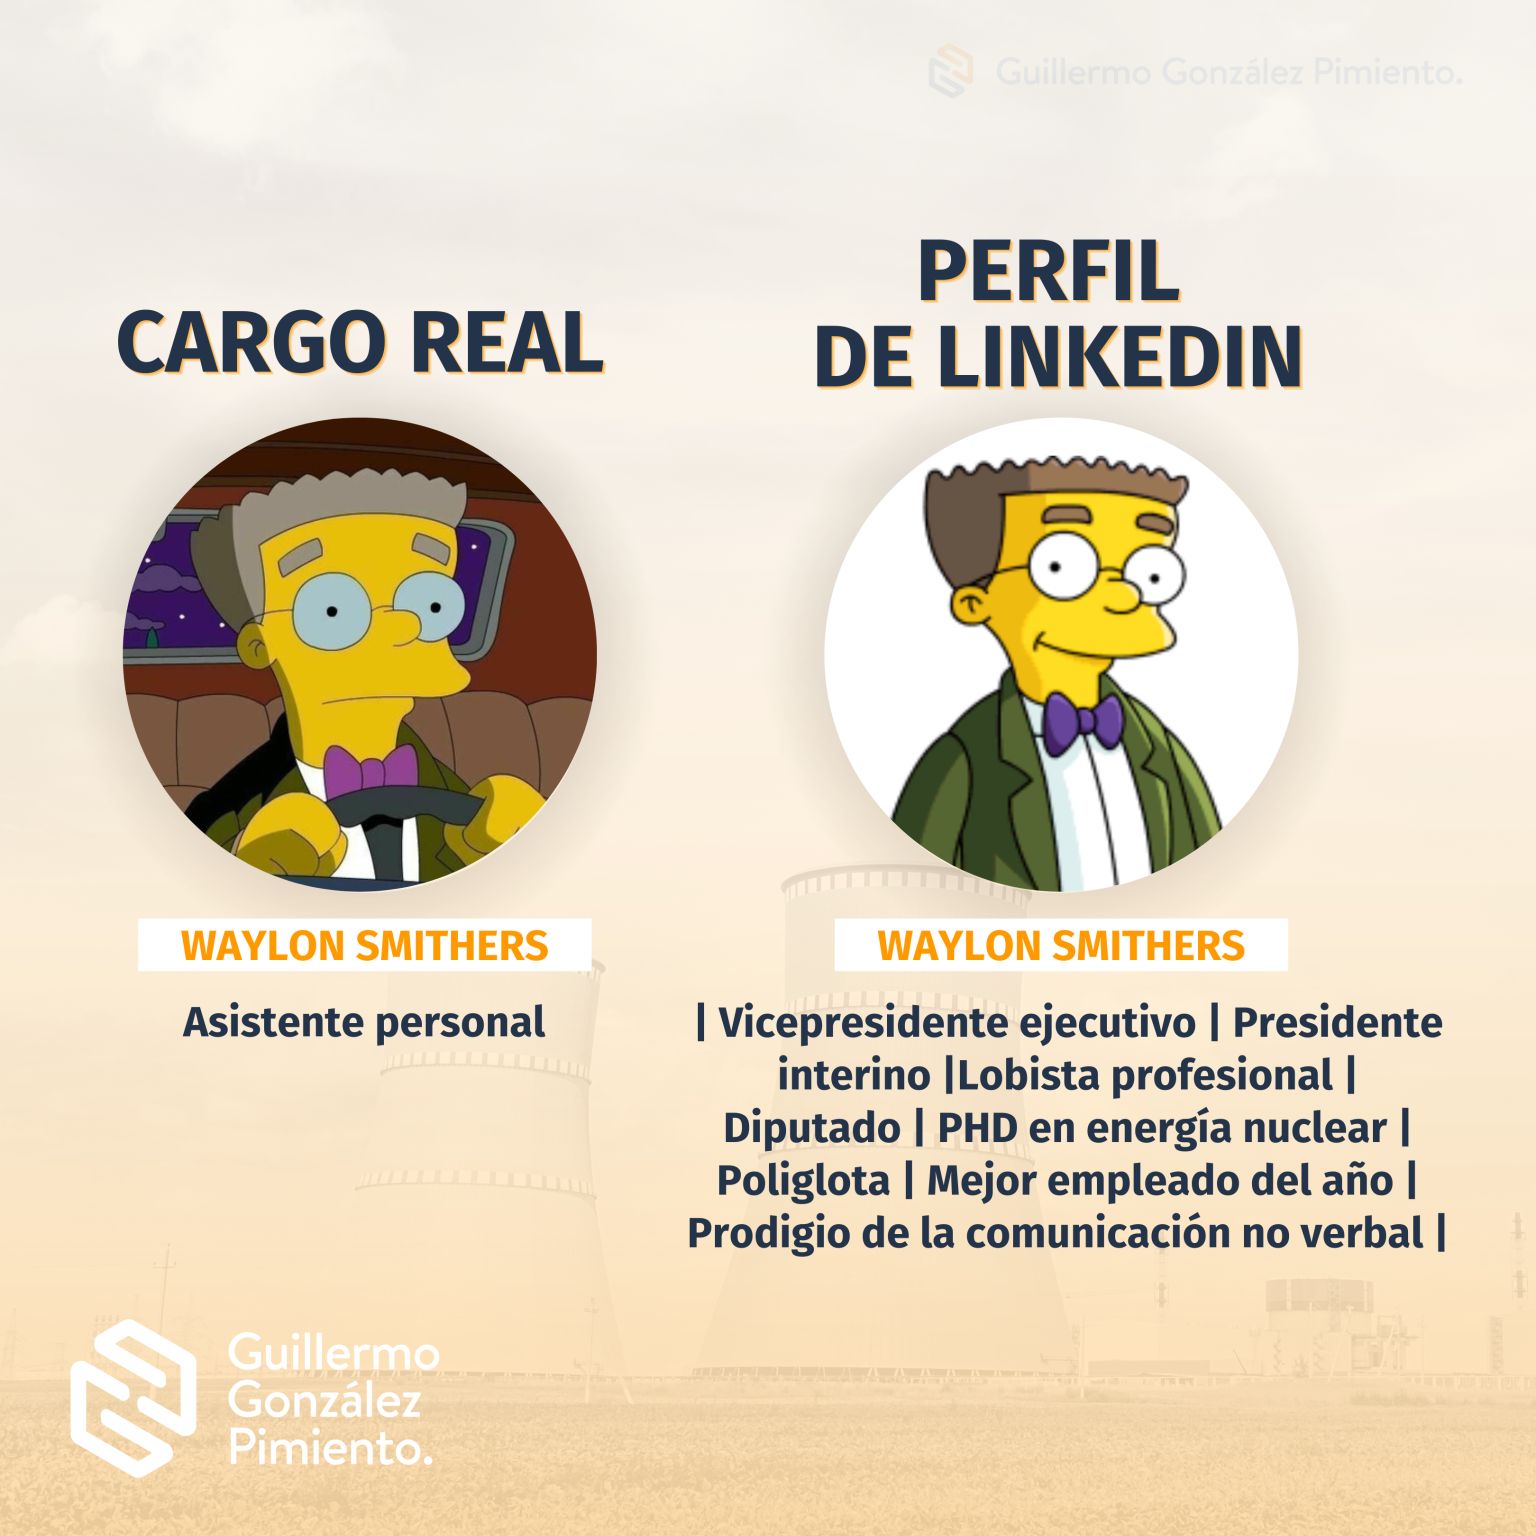 Guillermo González Pimiento.
CARGO REAL
WAYLON SMITHERS
Asistente personal
PERFIL
DE LINKEDIN
WAYLON SMITHERS
| Vicepresidente ejecutivo | Presidente
interino |Lobista profesional |
Diputado | PHD en energía nuclear |
Poliglota | Mejor empleado del año |
Prodigio de la comunicación no verbal |
Guillermo
González
Pimiento.